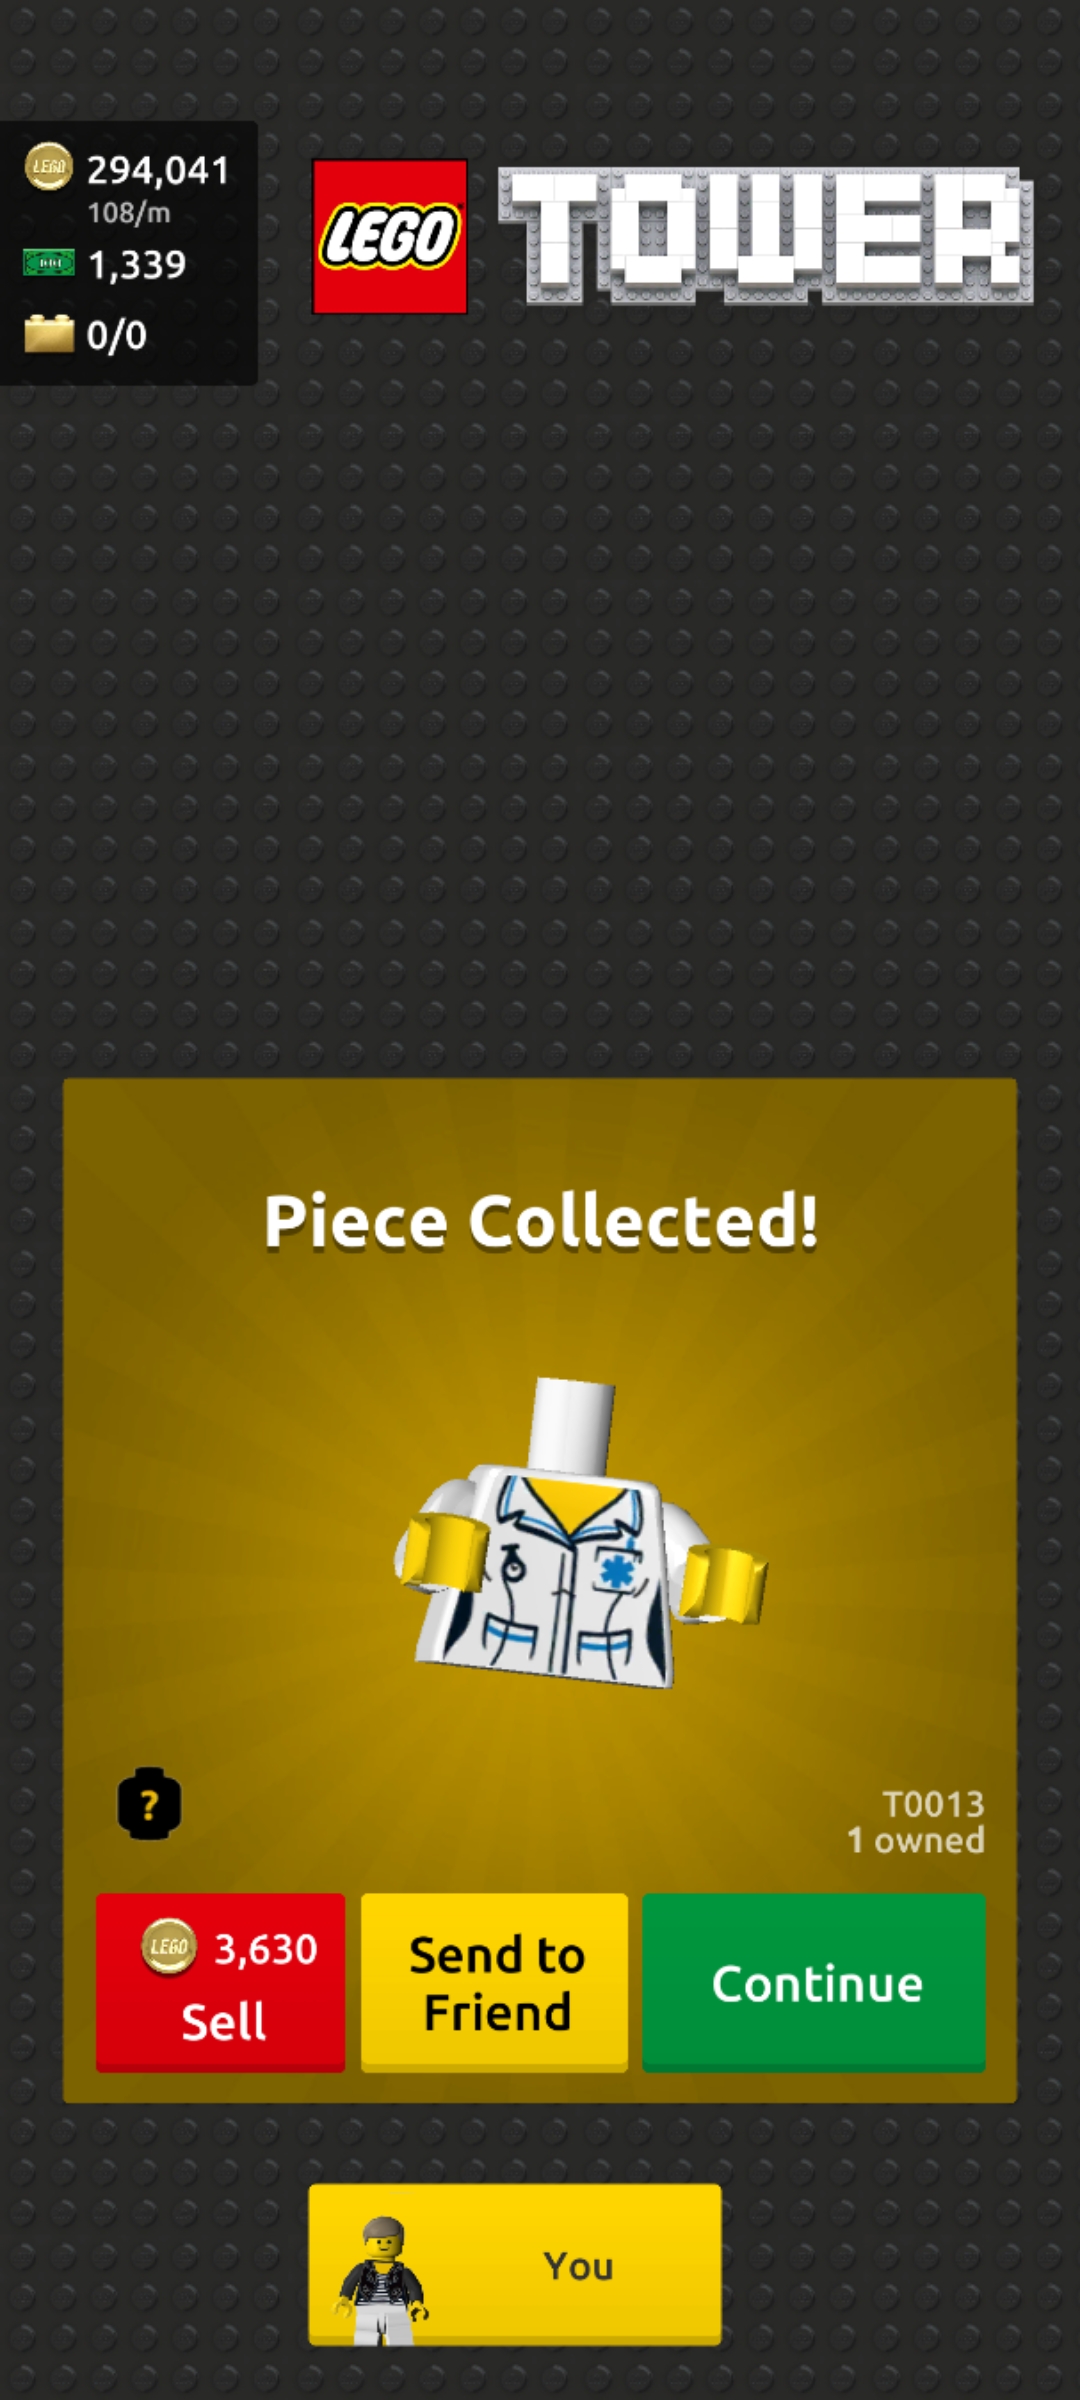 LEGO 294,041
108/m
1,339
0/0
LEGO TOWER
Piece Collected!
?
T0013
1 owned
LEGO 3,630
Sell
Send to
Friend
Continue
You